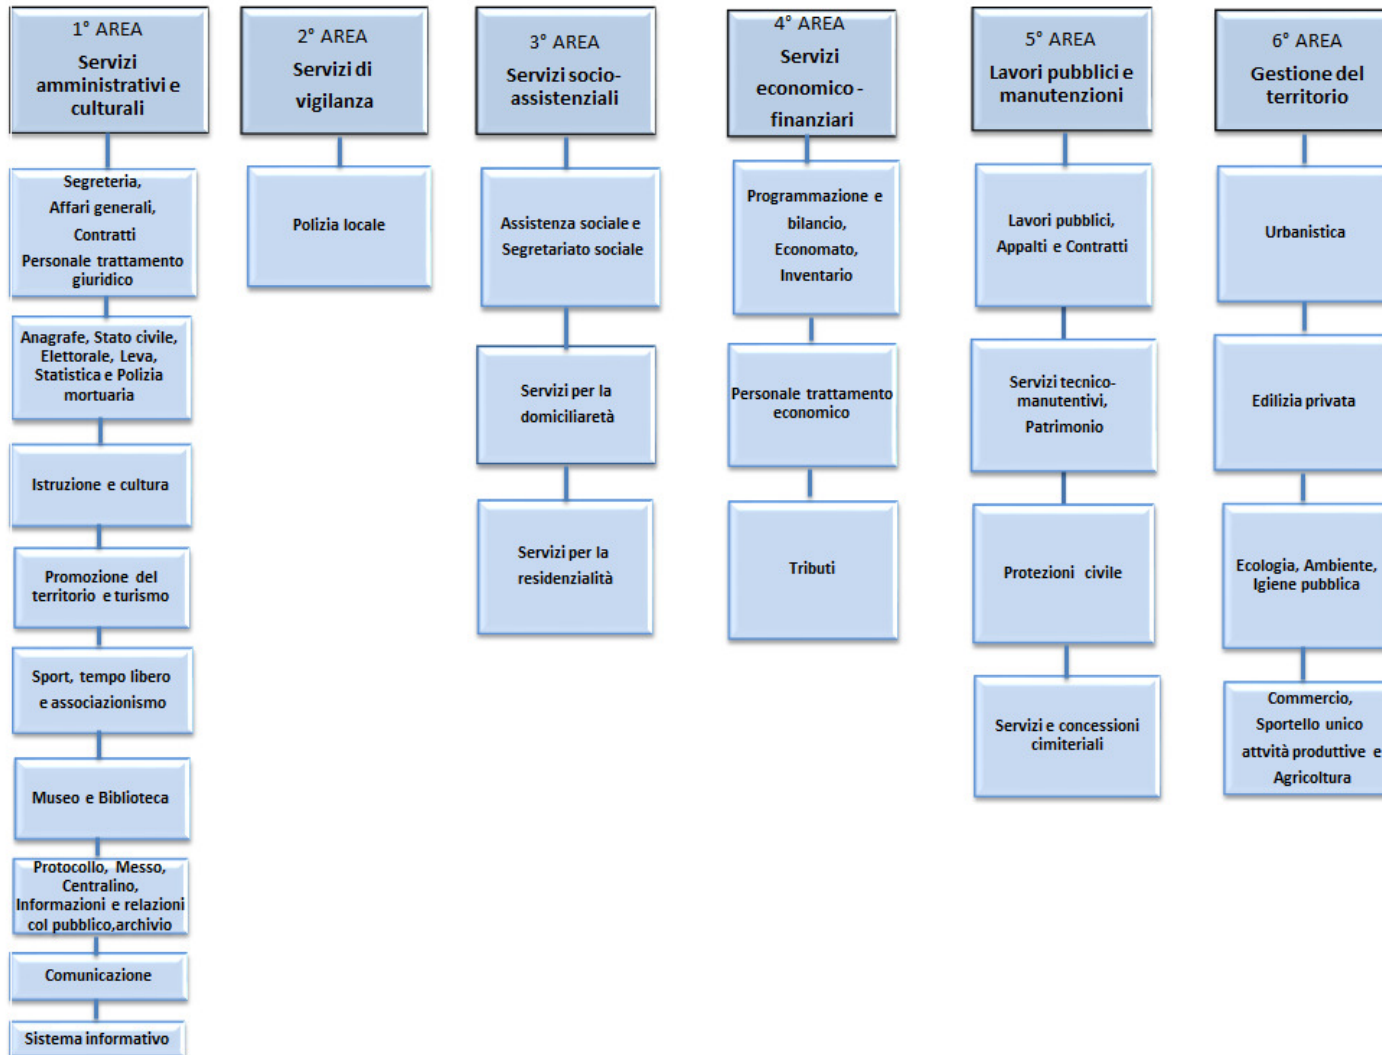 1° AREA
Servizi
amministrativi e
culturali
Segreteria,
Affari generali,
Contratti
Personale trattamento
giuridico
Anagrafe, Stato civile,
Elettorale, Leva,
Statistica e Polizia
mortuaria
Istruzione e cultura
Promozione del
territorio e turismo
Sport, tempo libero
e associazionismo
Museo e Biblioteca
Protocollo, Messo,
Centralino,
Informazioni e relazioni
col pubblico,archivio
Comunicazione
Sistema informativo
2° AREA
Servizi di
vigilanza
Polizia locale
3° AREA
Servizi socio-
assistenziali
Assistenza sociale e
Segretariato sociale
Servizi per la
domiciliaretà
Servizi per la
residenzialità
4° AREA
Servizi
economico -
finanziari
Programmazione e
bilancio,
Economato,
Inventario
Personale trattamento
economico
Tributi
5° AREA
Lavori pubblici e
manutenzioni
Lavori pubblici,
Appalti e Contratti
Servizi tecnico-
manutentivi,
Patrimonio
Protezioni civile
Servizi e concessioni
cimiteriali
6° AREA
Gestione del
territorio
Urbanistica
Edilizia privata
Ecologia, Ambiente,
Igiene pubblica
Commercio,
Sportello unico
attvità produttive e
Agricoltura